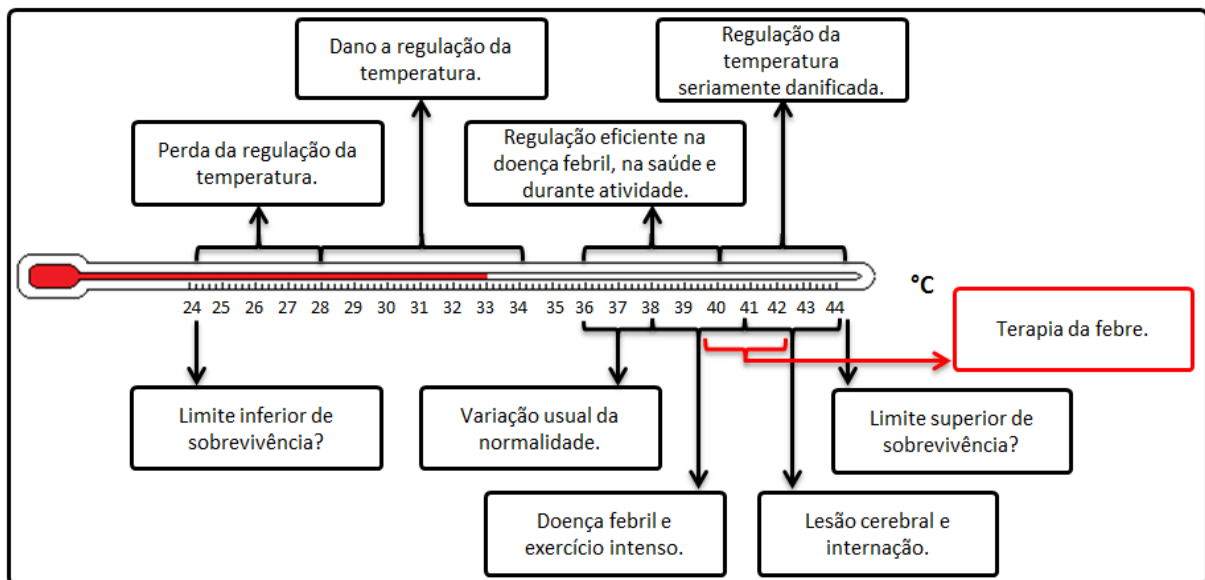 Dano a regulação da
temperatura.
Regulação da
temperatura
seriamente danificada.
Perda da regulação da
temperatura.
Regulação eficiente na
doença febril, na saúde e
durante atividade.
°C
24 25 26 27 28 29 30 31 32 33 34 35 36 37 38 39 40 41 42 43 44
Terapia da febre.
Limite inferior de
sobrevivência?
Variação usual da
normalidade.
Limite superior de
sobrevivência?
Doença febril e
exercício intenso.
Lesão cerebral e
internação.